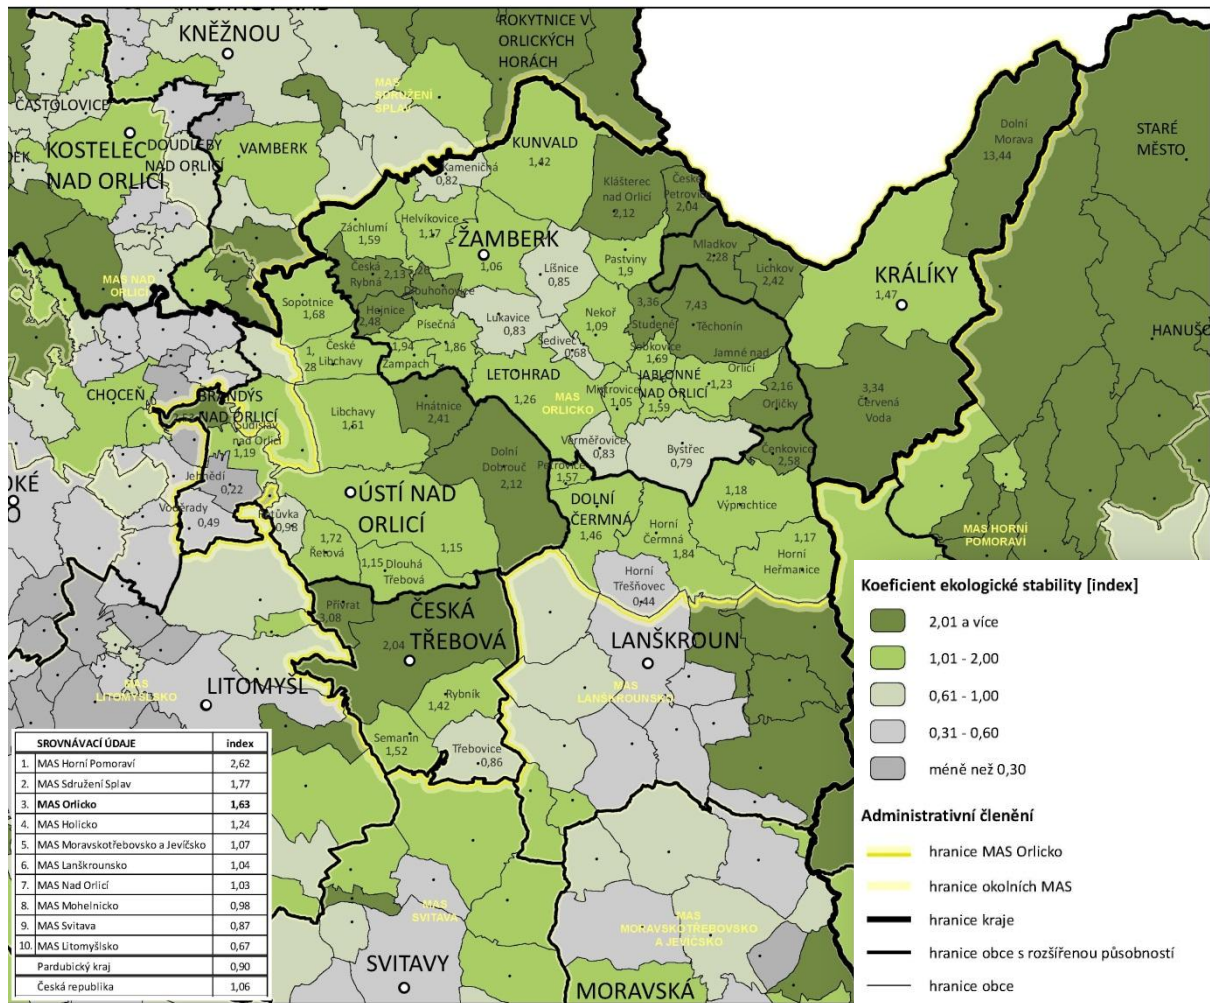 KNĚŽNOU
ROKYTNICE V
ORLICKÝCH
HORÁCH
MAS
SDRUŽENÍ
SPLAV
ČASTOLOVICE
KOSTELEC
NAD ORLICÍ
DOUDLEBY
NAD ORLICÍ
VAMBERK
KUNVALD
1,42
Kameničná
0,82
Klášterec
nad Orlicí
2,12
České
Petrovice
2,04
Dolní
Morava
13,44
STARÉ
MĚSTO
Záchlumí
1,59
Helvíkovice
1,17
ŽAMBERK
1,06
Líšnice
0,85
Pastviny
1,9
Mladkov
2,28
Lichkov
2,42
KRÁLÍKY
1,47
MAS NAD
ORLICÍ
Česká
Rybná
2,13
Dlouhoňovice
Sopotnice
1,68
Hejnice
2,48
Písečná
1,86
Lukavice
0,83
Nekoř
1,09
3,36
Studené
7,43
Těchonín
HANUŠO
České
Libchavy
1,
28
1,94
Žampach
Šedivec
0,68
Sobkovice
1,69
Jamné nad
Orlicí
1,23
CHOCEŇ
BRANDÝS
NAD ORLICÍ
Sudislav
nad Orlicí
1,19
Libchavy
1,51
Hnátnice
2,41
LETOHRAD
1,26
MAS
ORLICKO
Mistrovice
1,05
JABLONNÉ
NAD ORLICÍ
1,59
2,16
Orličky
3,34
Červená
Voda
Dolní
Dobrouč
2,12
Verměřovice
0,83
Bystřec
0,79
Čenkovice
2,58
Jehnědí
0,22
Voděrady
0,49
ÚSTÍ NAD
ORLICÍ
1,15
Petrovice
1,57
DOLNÍ
ČERMNÁ
1,46
1,18
Výprachtice
OKÉ
Řetůvka
0,98
1,72
Řetová
1,15
Dlouhá
Třebová
Horní
Čermná
1,84
1,17
Horní
Heřmanice
MAS HORNÍ
POMORAVÍ
Horní
Třešňovec
0,44
Přívrat
3,08
ČESKÁ
TŘEBOVÁ
2,04
LANŠKROUN
MAS
LANŠKROUNSKO
MAS
LITOMYŠLSKO
LITOMYŠL
Rybník
1,42
Semanín
1,52
Třebovice
0,86
MAS
SVITAVA
SVITAVY
MAS
MORAVSKOTŘEBOVSKO
A JEVÍČSKO
MORAVSKÁ
SROVNÁVACÍ ÚDAJE index
1. MAS Horní Pomoraví 2,62
2. MAS Sdružení Splav 1,77
3. MAS Orlicko 1,63
4. MAS Holicko 1,24
5. MAS Moravskotřebovsko a Jevíčsko 1,07
6. MAS Lanškrounsko 1,04
7. MAS Nad Orlicí 1,03
8. MAS Mohelnicko 0,98
9. MAS Svitava 0,87
10. MAS Litomyšlsko 0,67
Pardubický kraj 0,90
Česká republika 1,06
Koeficient ekologické stability [index]
2,01 a více
1,01 - 2,00
0,61 - 1,00
0,31 - 0,60
méně než 0,30
Administrativní členění
hranice MAS Orlicko
hranice okolních MAS
hranice kraje
hranice obce s rozšířenou působností
hranice obce